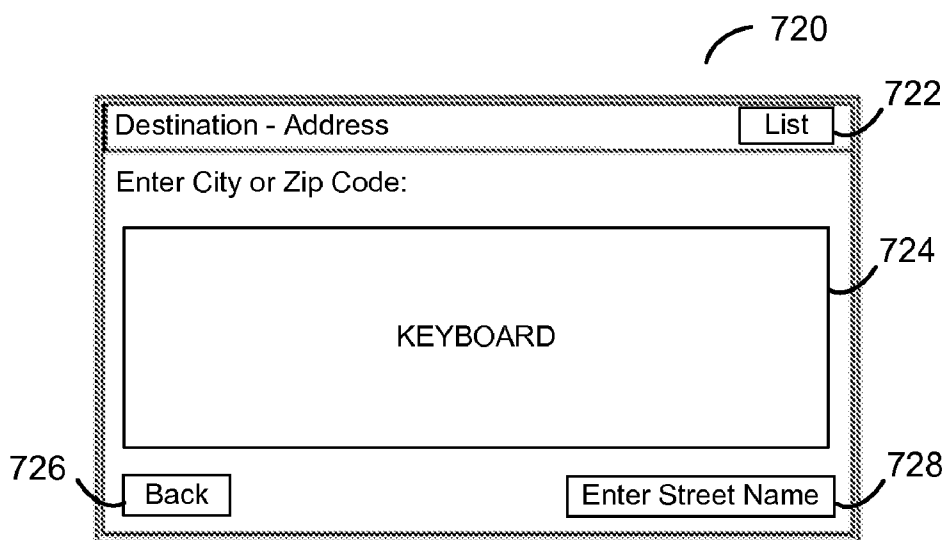 720
Destination - Address
List
722
Enter City or Zip Code:
724
KEYBOARD
726
Back
Enter Street Name
728